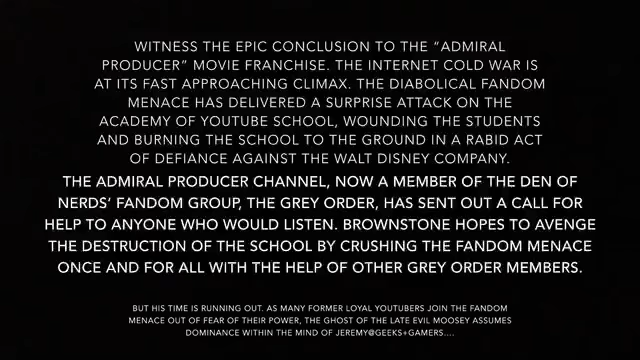 WITNESS THE EPIC CONCLUSION TO THE “ADMIRAL
PRODUCER” MOVIE FRANCHISE. THE INTERNET COLD WAR IS
AT ITS FAST APPROACHING CLIMAX. THE DIABOLICAL FANDOM
MENACE HAS DELIVERED A SURPRISE ATTACK ON THE
ACADEMY OF YOUTUBE SCHOOL, WOUNDING THE STUDENTS
AND BURNING THE SCHOOL TO THE GROUND IN A RABID ACT
OF DEFIANCE AGAINST THE WALT DISNEY COMPANY.
THE ADMIRAL PRODUCER CHANNEL, NOW A MEMBER OF THE DEN OF
NERDS’ FANDOM GROUP, THE GREY ORDER, HAS SENT OUT A CALL FOR
HELP TO ANYONE WHO WOULD LISTEN. BROWNSTONE HOPES TO AVENGE
THE DESTRUCTION OF THE SCHOOL BY CRUSHING THE FANDOM MENACE
ONCE AND FOR ALL WITH THE HELP OF OTHER GREY ORDER MEMBERS.
BUT HIS TIME IS RUNNING OUT. AS MANY FORMER LOYAL YOUTUBERS JOIN THE FANDOM
MENACE OUT OF FEAR OF THEIR POWER, THE GHOST OF THE LATE EVIL MOOSEY ASSUMES
DOMINANCE WITHIN THE MIND OF JEREMY@GEEKS+GAMERS....